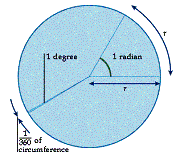 r
1 degree
1 radian
r
1
360 of
circumference